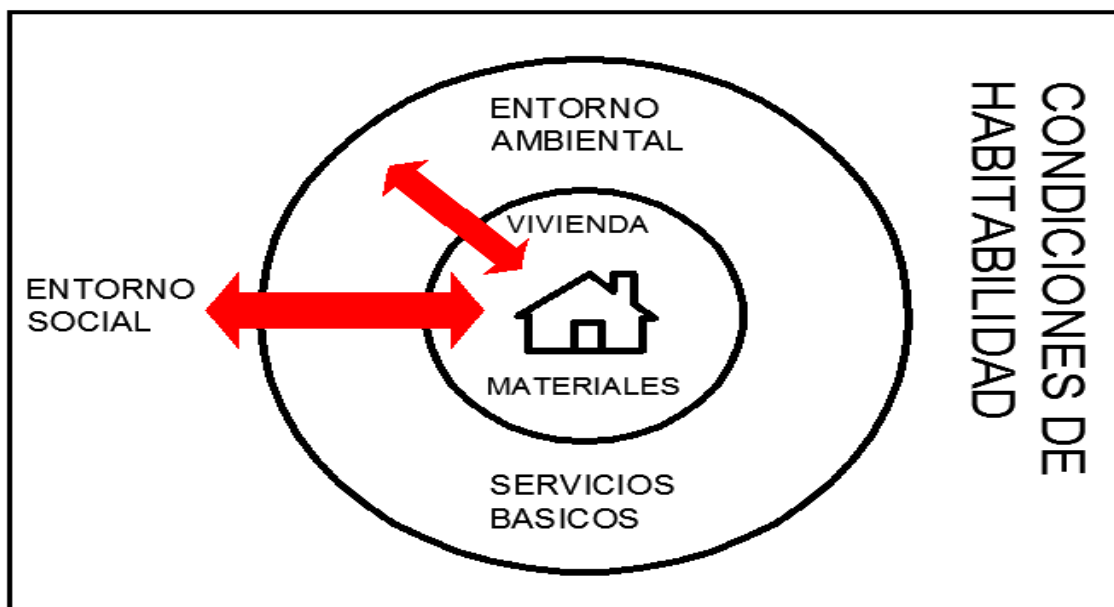 ENTORNO
AMBIENTAL
VIVIENDA
ENTORNO
SOCIAL
MATERIALES
SERVICIOS
BASICOS
CONDICIONES DE
HABITABILIDAD